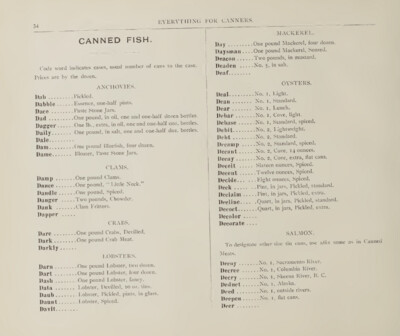 54
EVERYTHING FOR CANNERS.
CANNED FISH.
Code word indicates sizes, usual number of cans to the case.
Prices are by the dozen.
ANCHOVIES.
Dab ..........Pickled.
Dabble .......Essence, one-half pints.
Dace .........Paste Stone Jars.
Dad ..........One pound, in oil, one and one-half dozen bottles.
Dagger .......One lb., extra, in oil, one and one-half doz. bottles.
Daily .........One pound, in salt, one and one-half doz. bottles.
Dale
Dam..........One pound Bloaters, four dozen.
Dame.........Bloater, Paste Stone Jars.
CLAMS.
Damp ........One pound Clams.
Dance ........One pound, "Little Neck."
Dandle .......One pound, Spiced.
Danger .......Two pounds, Chowder.
Dank .........Clam Extract.
Dapper ......
CRABS.
Dare .........One pound Crabs, Devilled.
Dark .........One pound Crab Meat.
Darkly........
LOBSTERS.
Darn .........One pound Lobster, two dozen.
Dart ..........One pound Lobster, four dozen.
Dash .........One pound Lobster, fancy.
Data ..........Lobster, Devilled,
Daub .........Lobster, Pickled, pints, in glass.
Daunt ........Lobster, Spiced.
Davit.........
MACKEREL.
Day ..........One pound Mackerel, four dozen.
Daysman.....One pound Mackerel, Soused.
Deacon ......Two pounds, in mustard.
Deaden ......No. 3, in salt.
Deaf..........
OYSTERS.
Deal..........No. 1, Light.
Dean .........No. 1, Standard.
Dear ..........No. 1, Lunch.
Debar ........No. 1, Cove, light
Debase .......No. 1, Standard, spiced.
Debit.........No. 2, Lightweight.
Debt .........No. 2, Standard.
Decamp ......No. 2, Standard, spiced.
Decant........No. 2, Cove, 14 ounces.
Decay ........No. 2, Cove, extra, flat cans.
Deceit ........Sixteen ounces, Spiced.
Decent .......Twelve ounces, Spiced.
Decide........Eight ounces, Spiced.
Deck .........Pint, in jars, Pickled, standard.
Declaim ......Pint, in jars, Pickled, extra.
Decline.......Quart, in jars, Pickled, standard.
Quart, in jars, Pickled, extra.
Decolor ......
Decorate .....
SALMON.
To designate other size tin cans, use code same as in Canned
Decoy ........No. 1, Sacramento River.
Decree .......No. 1, Columbia River.
Decry ........No. 1, Skeena River, B. C.
No. 1, Alaska.
Deed .........No. 1, outside rivers.
Deepen .......No. 1, flat cans.
Deer ..........